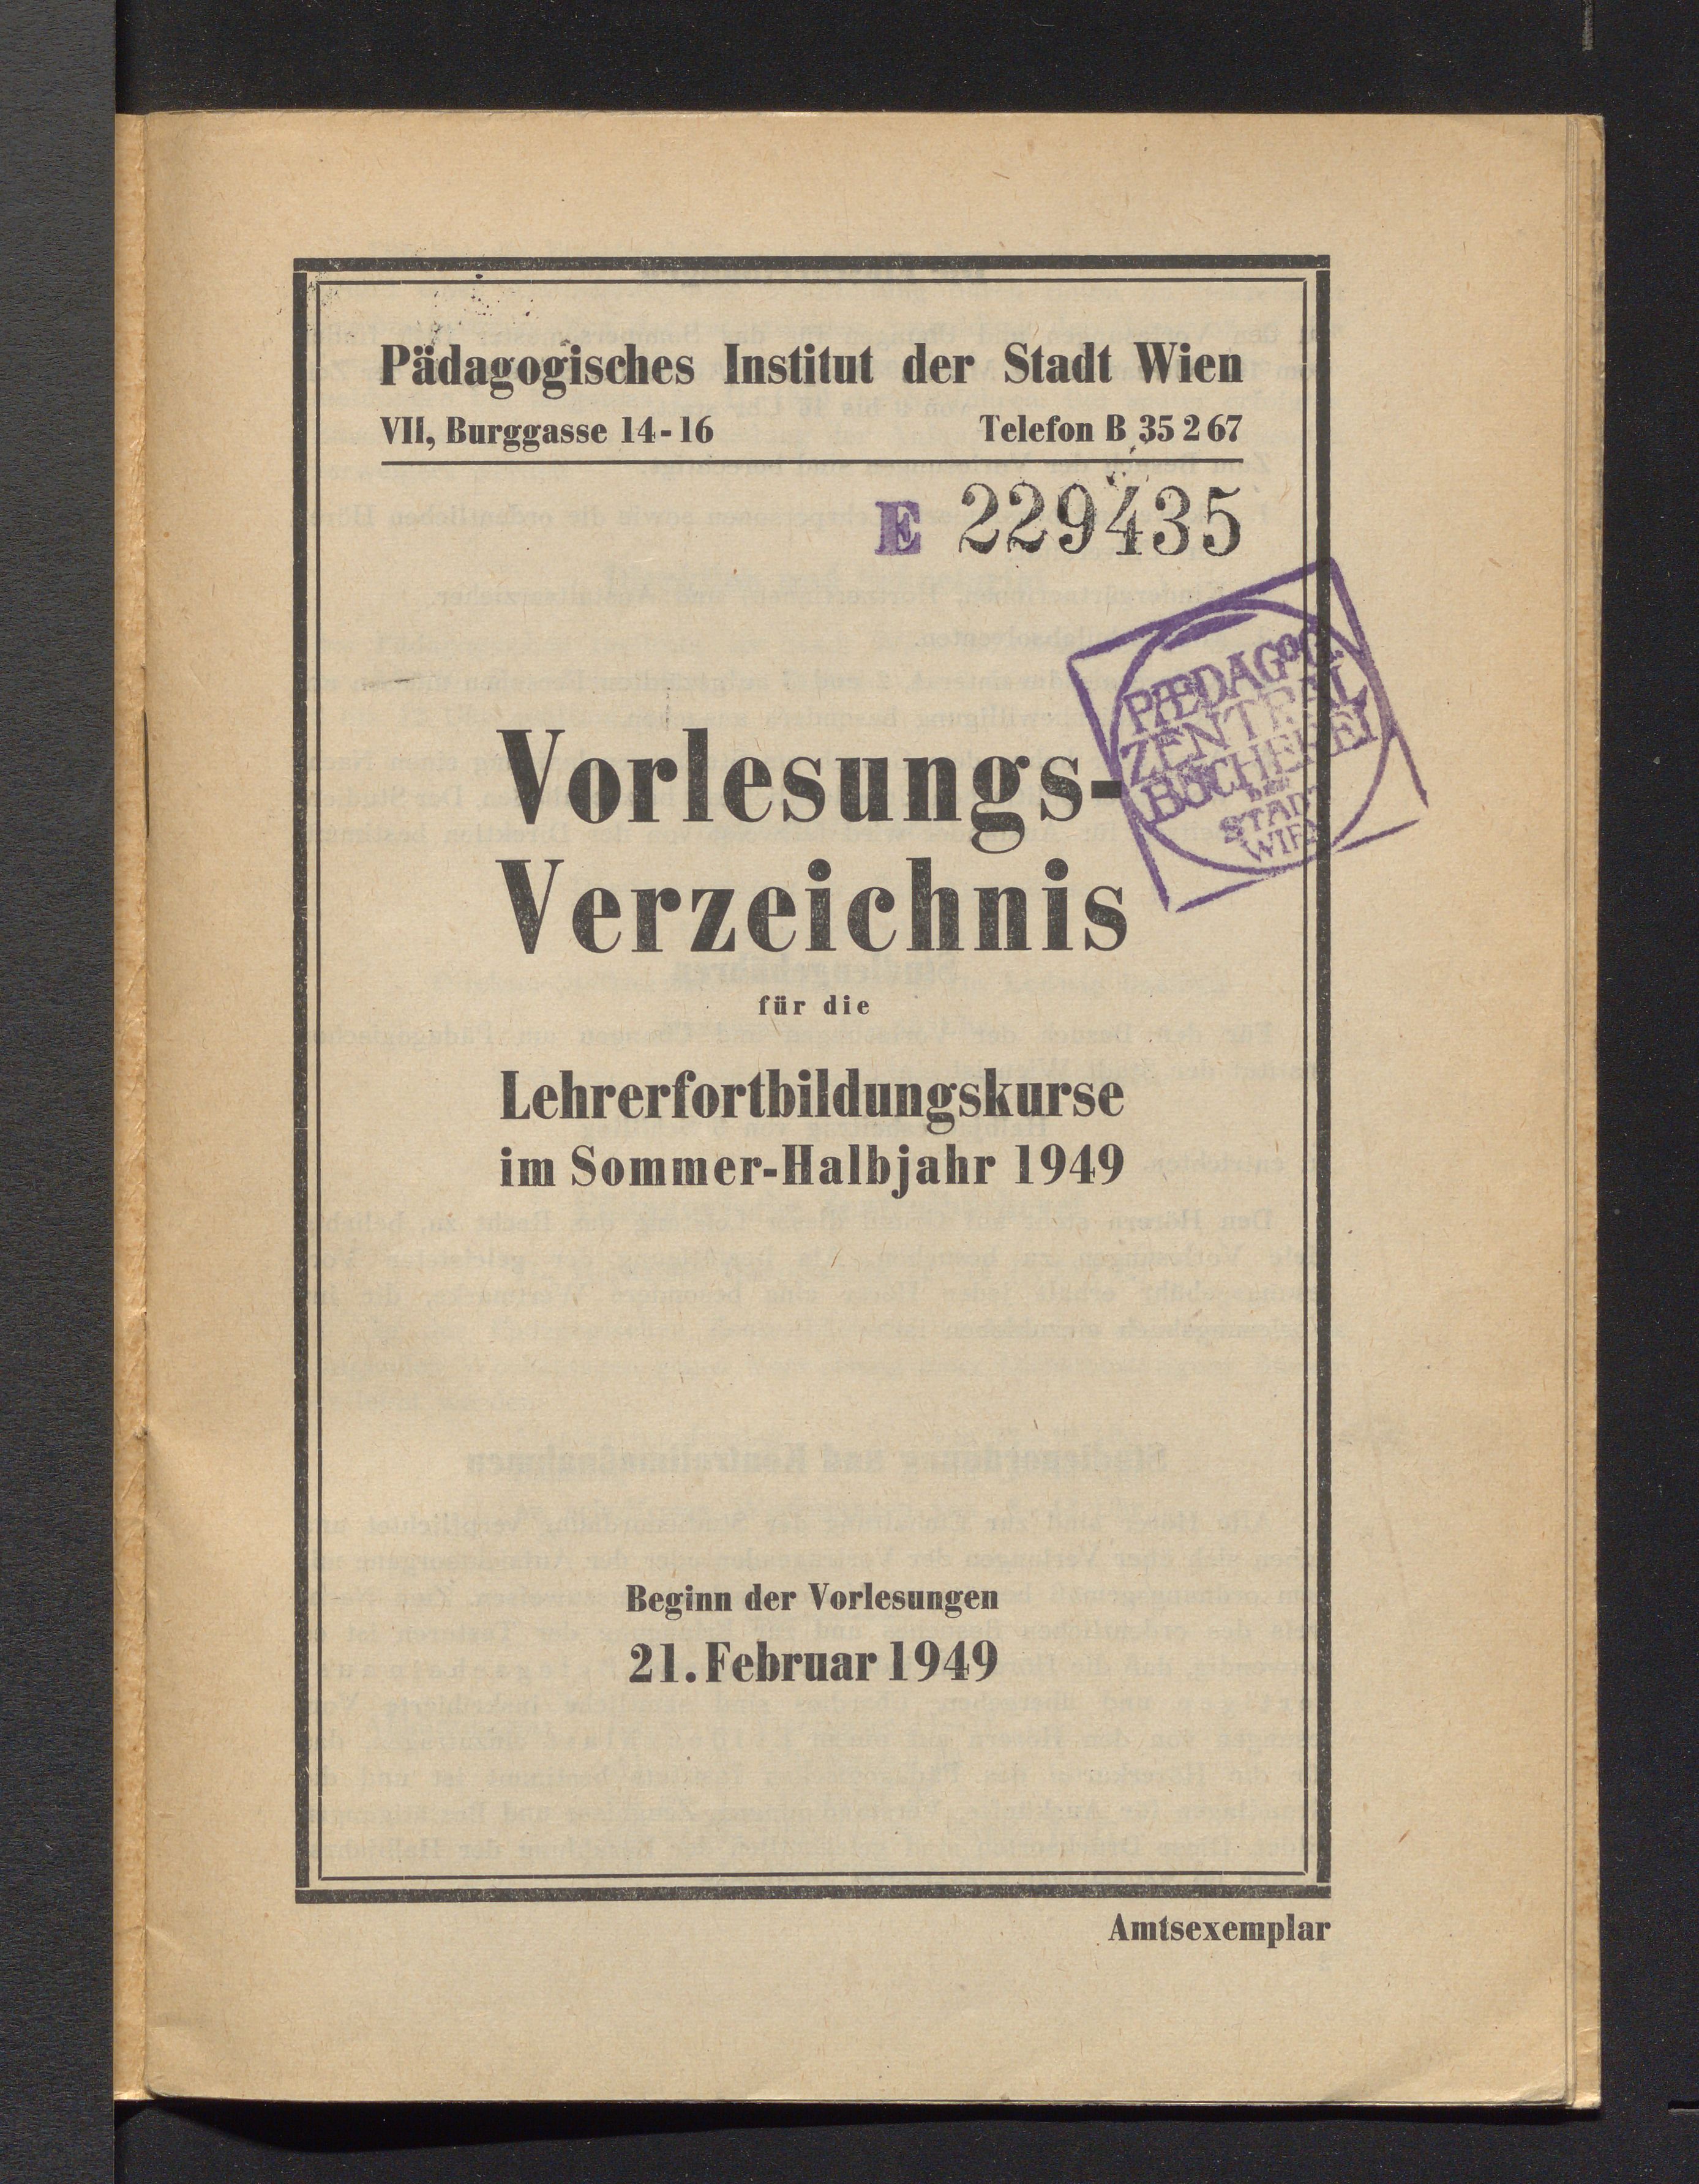 Pädagogisches Institut der Stadt Wien
VII, Burggasse 14-16 Telefon B 35 2 67
E 229435
PÆDAGOG.
ZENTRAL
BÜCHEREI
DER
STADT
WIEN
Vorlesungs-
Verzeichnis
für die
Lehrerfortbildungskurse
im Sommer-Halbjahr 1949
Beginn der Vorlesungen
21. Februar 1949
Amtsexemplar